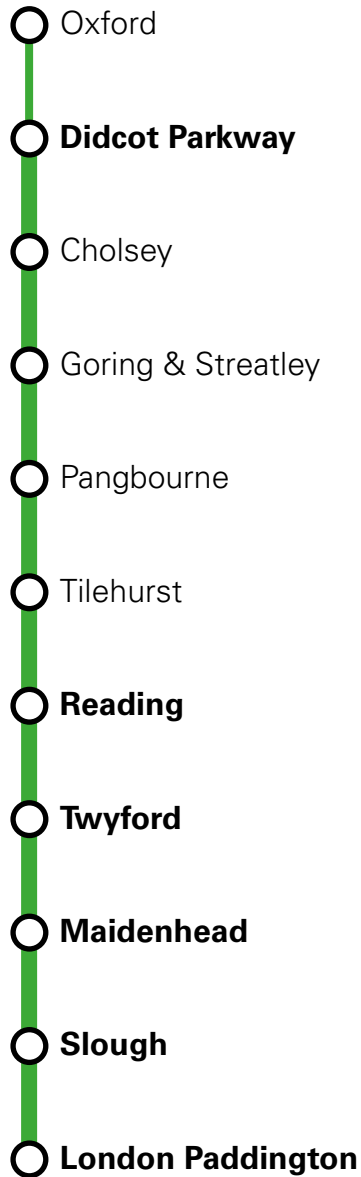 Oxford
Didcot Parkway
Cholsey
Goring & Streatley
Pangbourne
Tilehurst
Reading
Twyford
Maidenhead
Slough
London Paddington